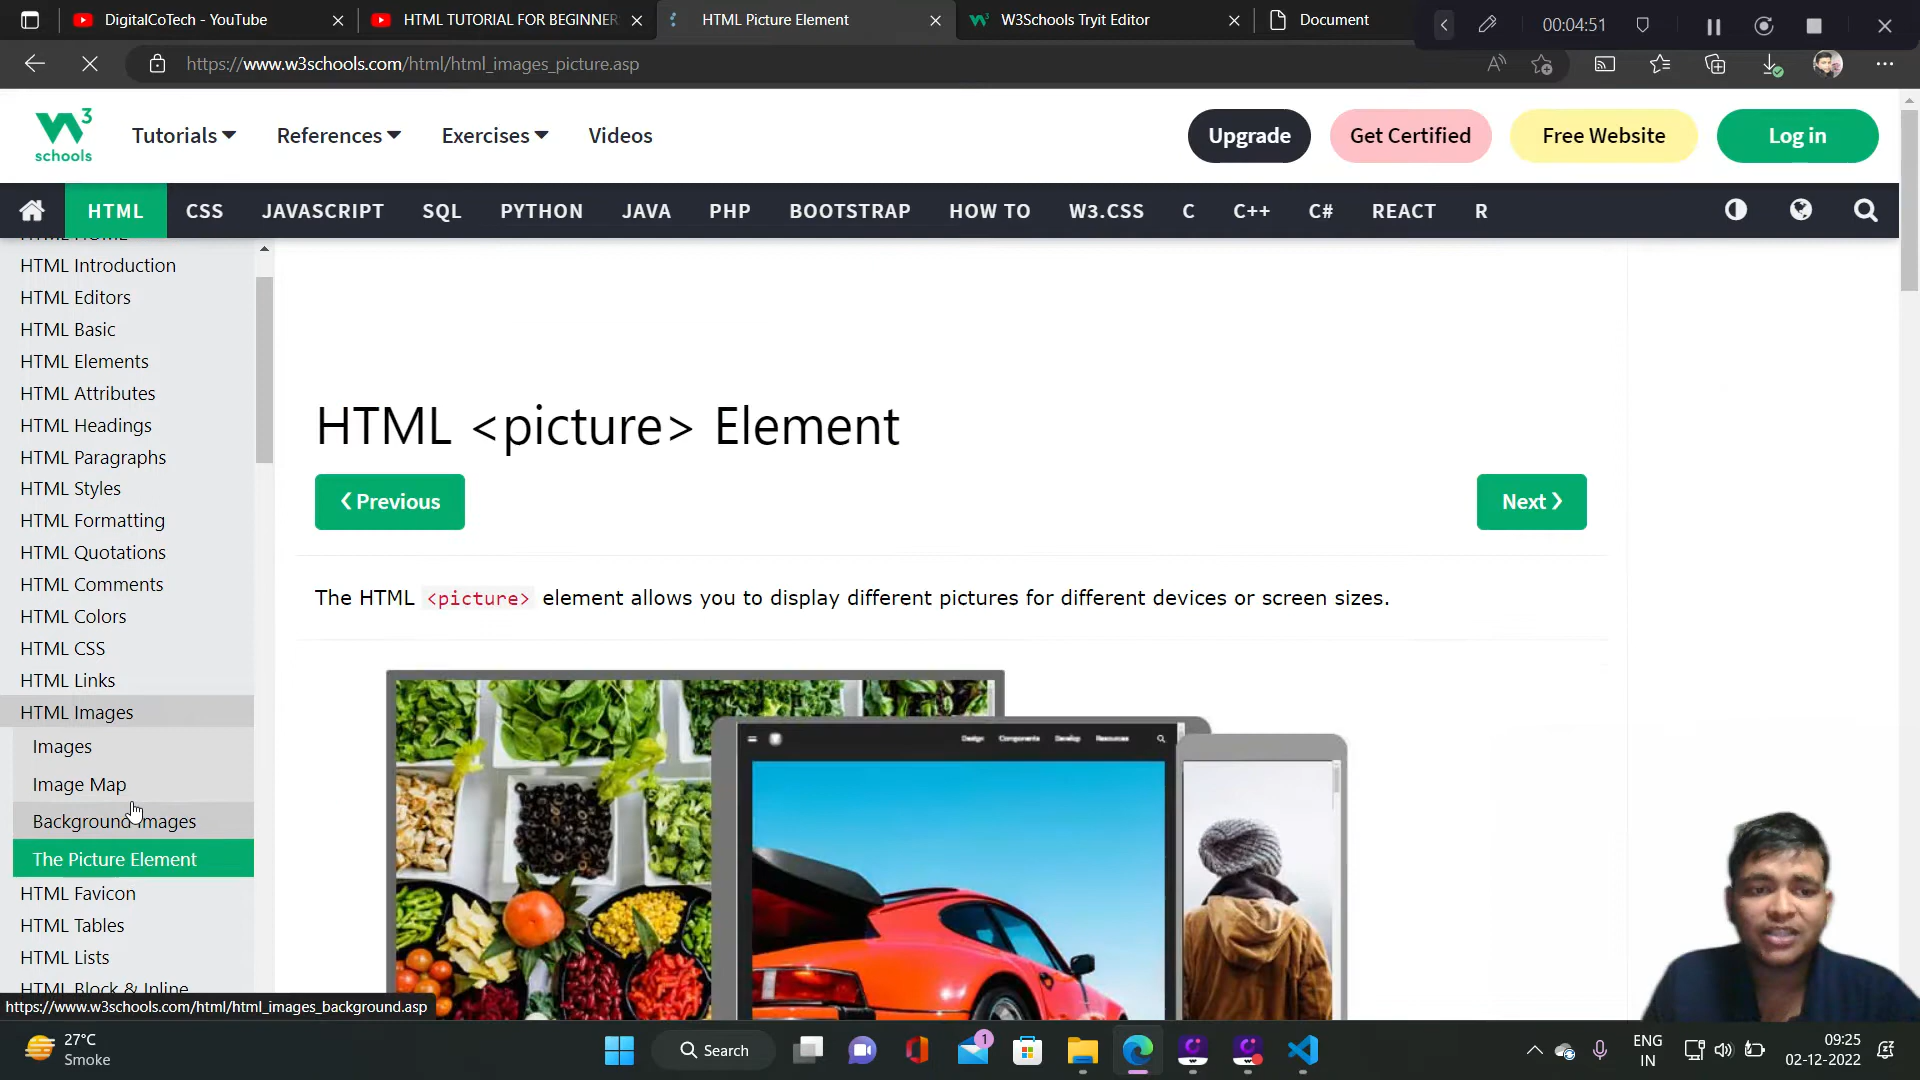 DigitalCoTech - YouTube
HTML TUTORIAL FOR BEGINNER
HTML Picture Element
W3Schools Tryit Editor
Document
00:04:51
https://www.w3schools.com/html/html_images_picture.asp
W3
schools
Tutorials
References
Exercises
Videos
Upgrade
Get Certified
Free Website
Log in
HTML
CSS
JAVASCRIPT
SQL
PYTHON
JAVA
PHP
BOOTSTRAP
HOW TO
W3.CSS
C
C++
C#
REACT
R
HTML Introduction
HTML Editors
HTML Basic
HTML Elements
HTML Attributes
HTML Headings
HTML Paragraphs
HTML Styles
HTML Formatting
HTML Quotations
HTML Comments
HTML Colors
HTML CSS
HTML Links
HTML Images
Images
Image Map
Background Images
The Picture Element
HTML Favicon
HTML Tables
HTML Lists
HTML Block & Inline
HTML <picture> Element
❮ Previous
Next ❯
The HTML <picture> element allows you to display different pictures for different devices or screen sizes.
Design
Components
Develop
Resources
https://www.w3schools.com/html/html_images_background.asp
27°C
Smoke
Search
1
ENG
IN
09:25
02-12-2022